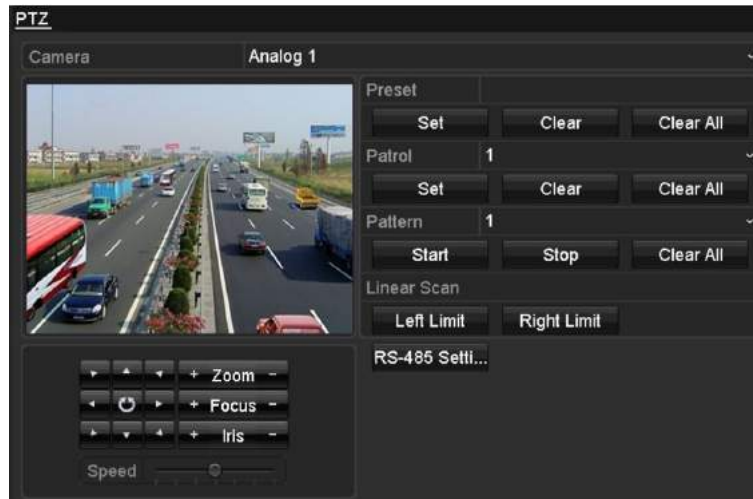 PTZ
Camera Analog 1
Preset
Set Clear Clear All
Patrol 1
Set Clear Clear All
Pattern 1
Start Stop Clear All
Linear Scan
Left Limit Right Limit
RS-485 Setti...
+ Zoom -
+ Focus -
+ Iris -
Speed